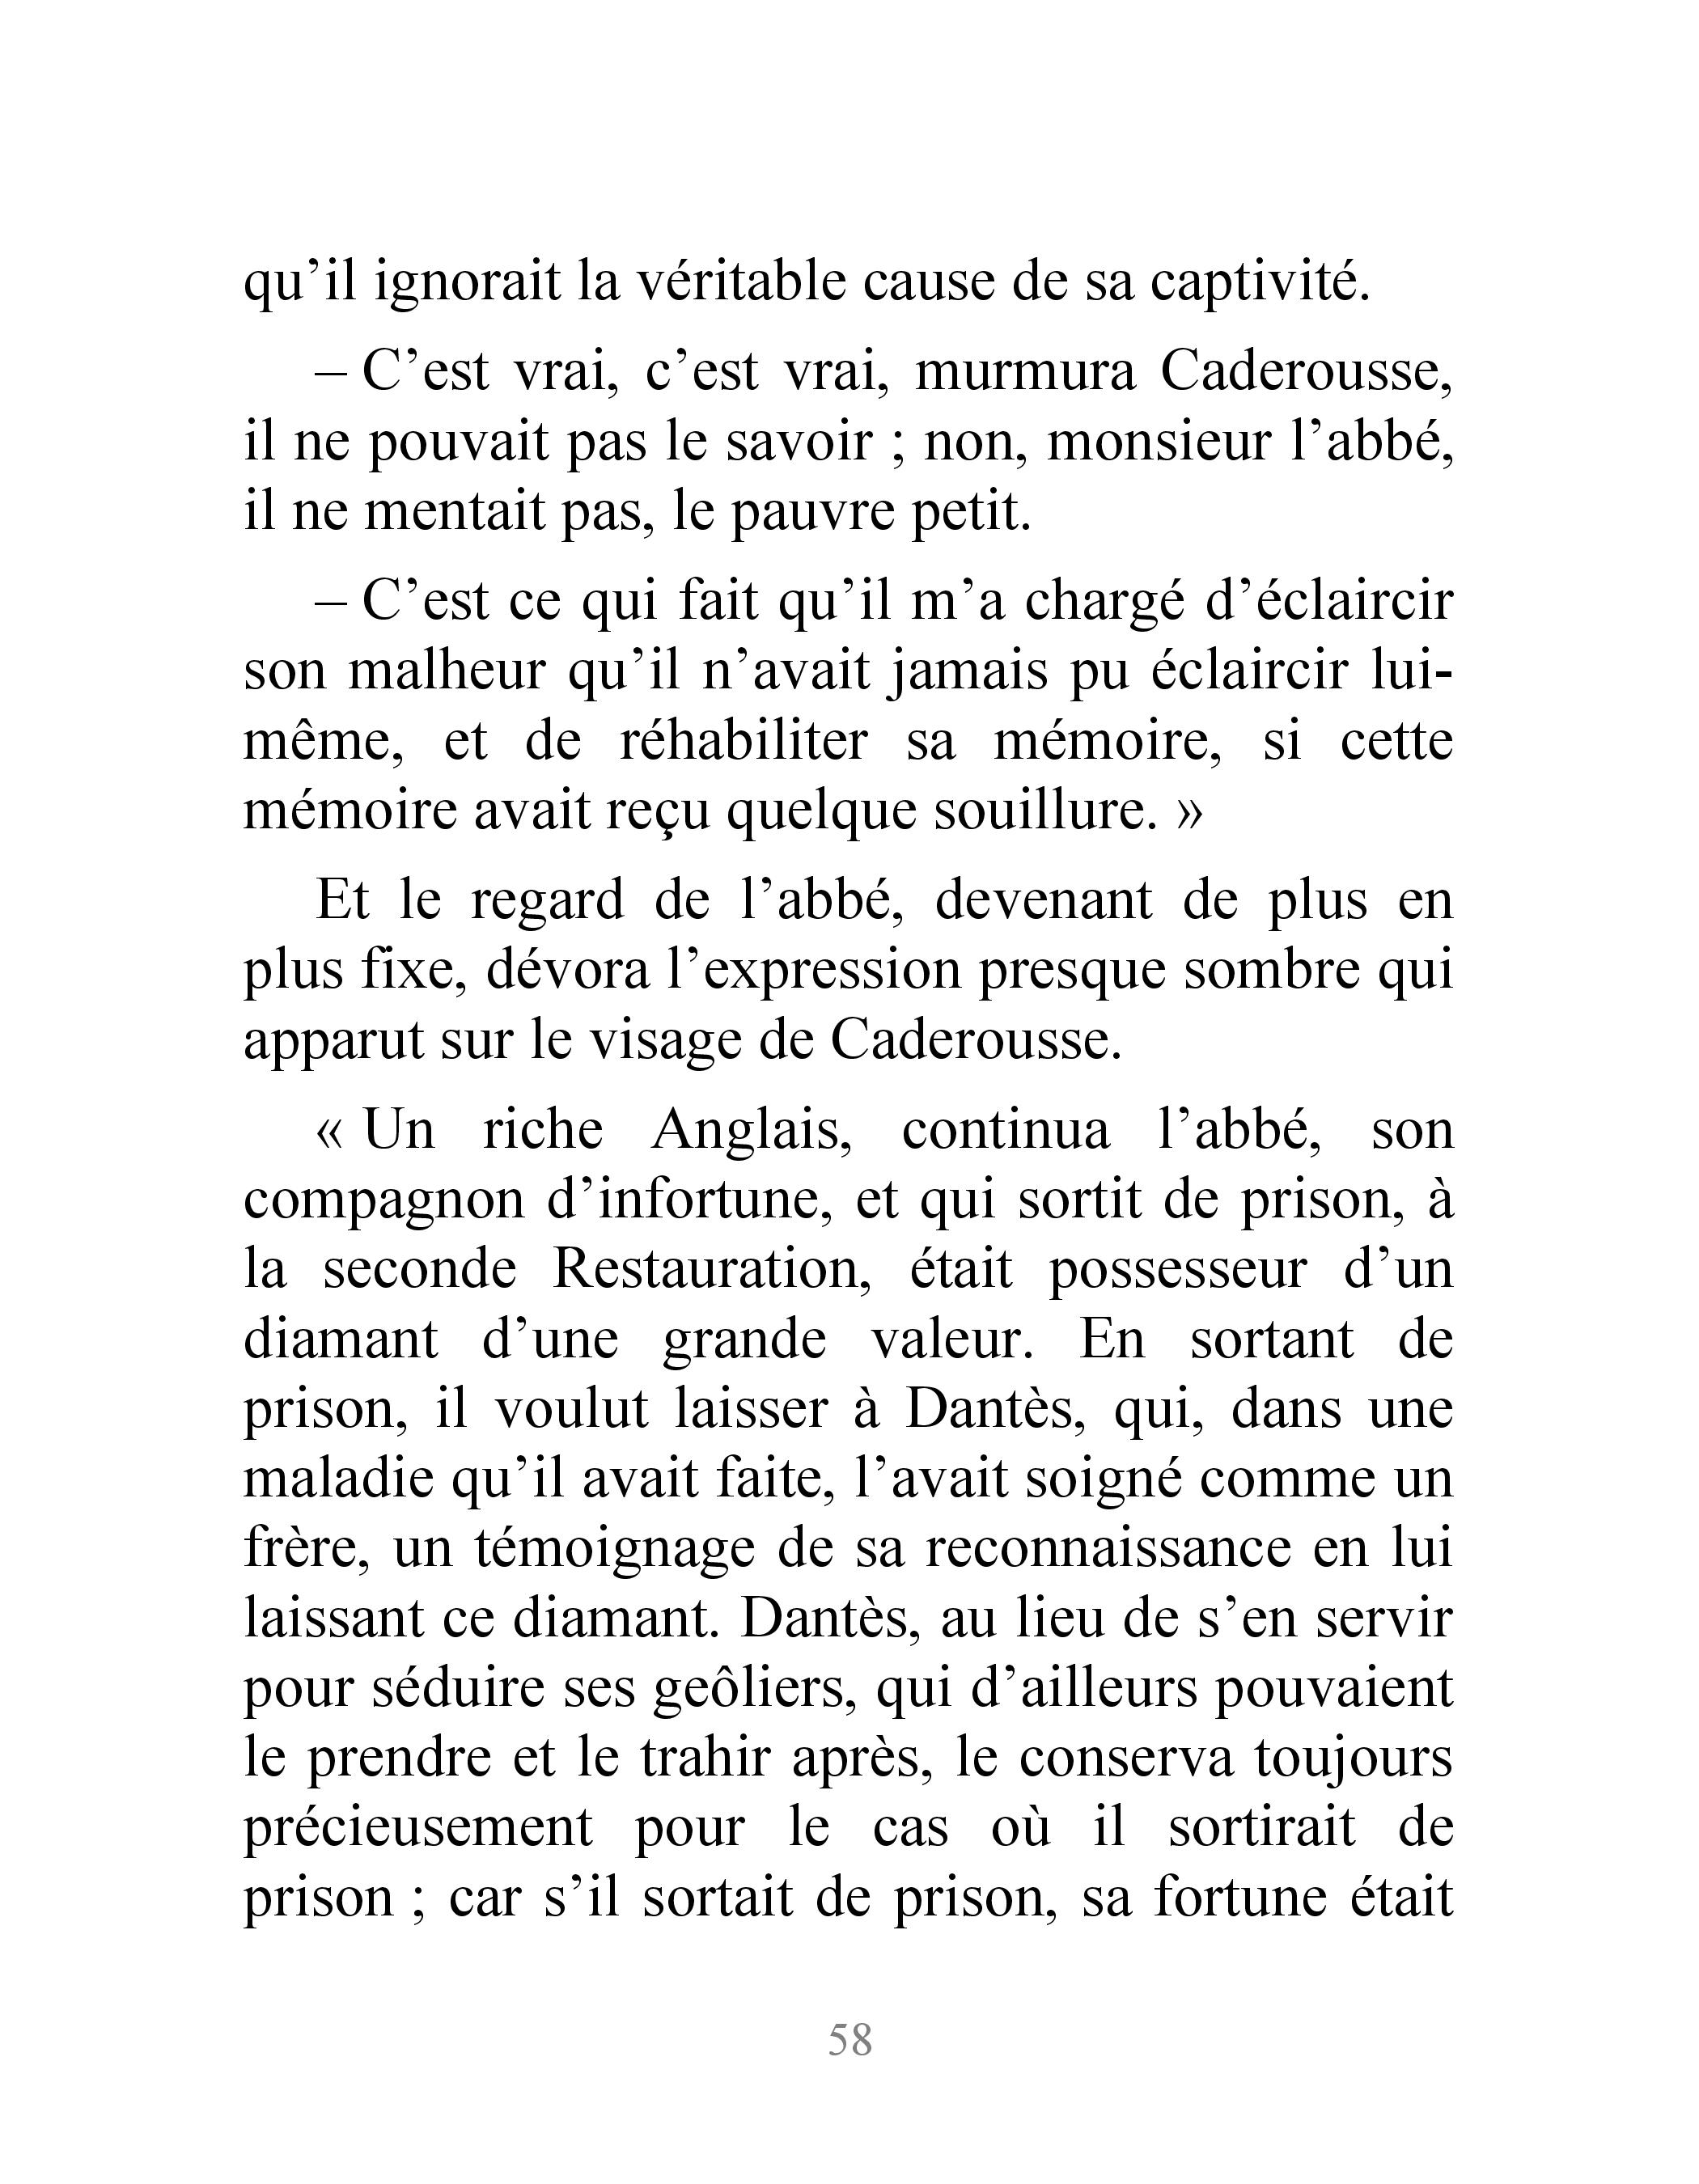 qu’il ignorait la véritable cause de sa captivité.
– C’est vrai, c’est vrai, murmura Caderousse,
il ne pouvait pas le savoir ; non, monsieur l’abbé,
il ne mentait pas, le pauvre petit.
– C’est ce qui fait qu’il m’a chargé d’éclaircir
son malheur qu’il n’avait jamais pu éclaircir lui-
même, et de réhabiliter sa mémoire, si cette
mémoire avait reçu quelque souillure. »
Et le regard de l’abbé, devenant de plus en
plus fixe, dévora l’expression presque sombre qui
apparut sur le visage de Caderousse.
« Un riche Anglais, continua l’abbé, son
compagnon d’infortune, et qui sortit de prison, à
la seconde Restauration, était possesseur d’un
diamant d’une grande valeur. En sortant de
prison, il voulut laisser à Dantès, qui, dans une
maladie qu’il avait faite, l’avait soigné comme un
frère, un témoignage de sa reconnaissance en lui
laissant ce diamant. Dantès, au lieu de s’en servir
pour séduire ses geôliers, qui d’ailleurs pouvaient
le prendre et le trahir après, le conserva toujours
précieusement pour le cas où il sortirait de
prison ; car s’il sortait de prison, sa fortune était
58